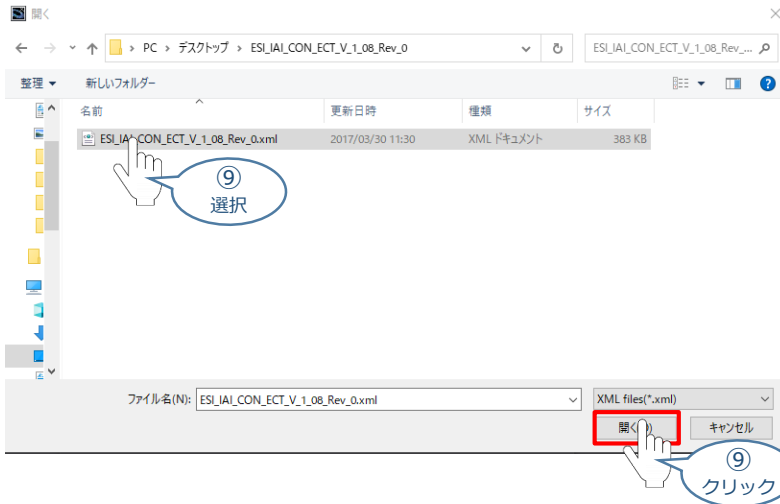 開く
PC › デスクトップ › ESI_IAI_CON_ECT_V_1_08_Rev_0
ESI_IAI_CON_ECT_V_1_08_Rev_...
整理 新しいフォルダー
名前 更新日時 種類 サイズ
ESI_IAI_CON_ECT_V_1_08_Rev_0.xml 2017/03/30 11:30 XML ドキュメント 383 KB
⑨
選択
ファイル名(N): ESI_IAI_CON_ECT_V_1_08_Rev_0.xml XML files(*.xml)
開く キャンセル
⑨
クリック